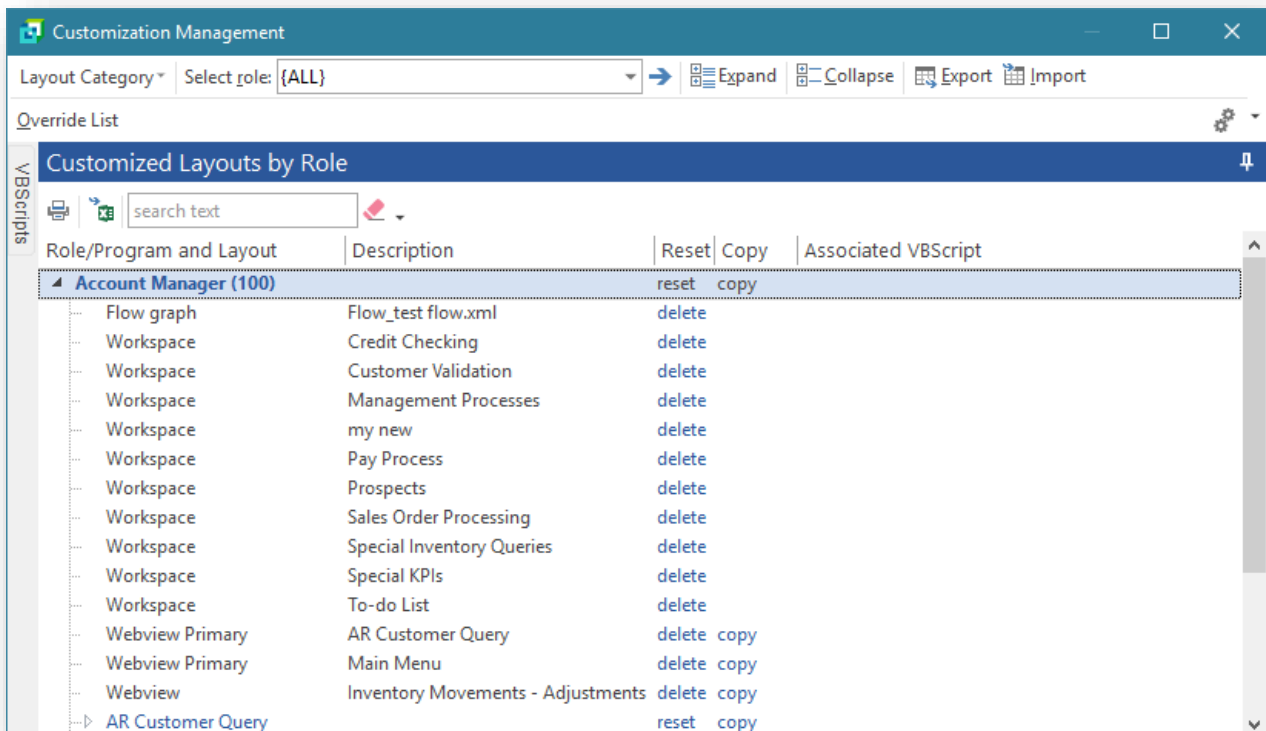 Customization Management
Layout Category Select role: {ALL} Expand Collapse Export Import
Override List
VBScripts
Customized Layouts by Role
search text
Role/Program and Layout Description Reset Copy Associated VBScript
Account Manager (100) reset copy
Flow graph Flow_test flow.xml delete
Workspace Credit Checking delete
Workspace Customer Validation delete
Workspace Management Processes delete
Workspace my new delete
Workspace Pay Process delete
Workspace Prospects delete
Workspace Sales Order Processing delete
Workspace Special Inventory Queries delete
Workspace Special KPIs delete
Workspace To-do List delete
Webview Primary AR Customer Query delete copy
Webview Primary Main Menu delete copy
Webview Inventory Movements - Adjustments delete copy
AR Customer Query reset copy